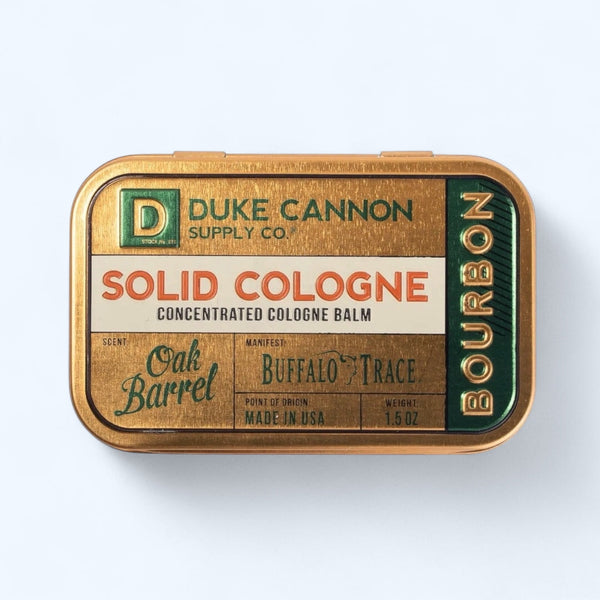 D
DUKE CANNON
SUPPLY CO.
SOLID COLOGNE
CONCENTRATED COLOGNE BALM
SCENT:
Oak
Barrel
MANIFEST:
BUFFALO TRACE
POINT OF ORIGIN:
MADE IN USA
WEIGHT:
1.5 OZ
BOURBON